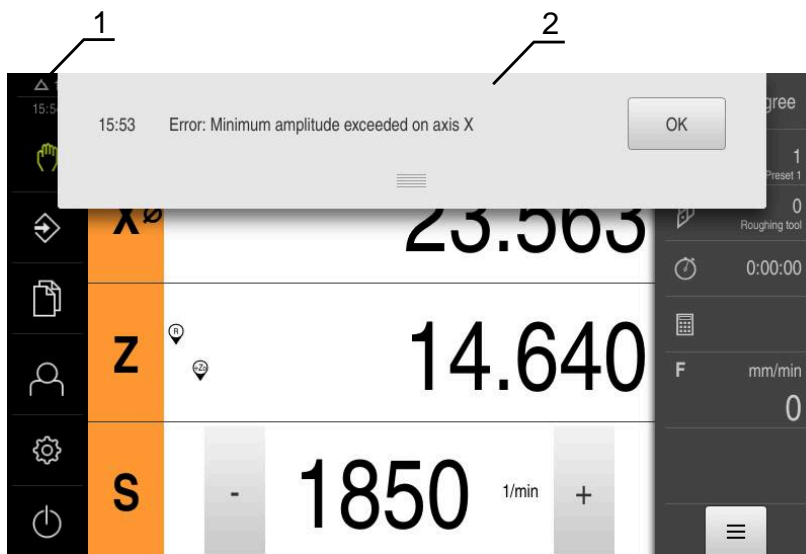 1
2
15:53 Error: Minimum amplitude exceeded on axis X OK
1
Preset 1
X 23.563
0
Roughing tool
0:00:00
Z R 14.640
F mm/min
0
S - 1850 1/min +